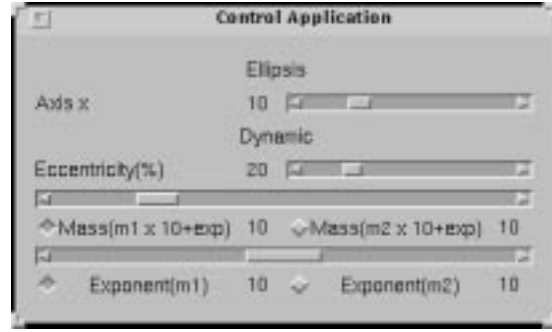 Control Application
Ellipsis
Axis x 10
Dynamic
Eccentricity(%) 20
Mass(m1 x 10+exp) 10 Mass(m2 x 10+exp) 10
Exponent(m1) 10 Exponent(m2) 10